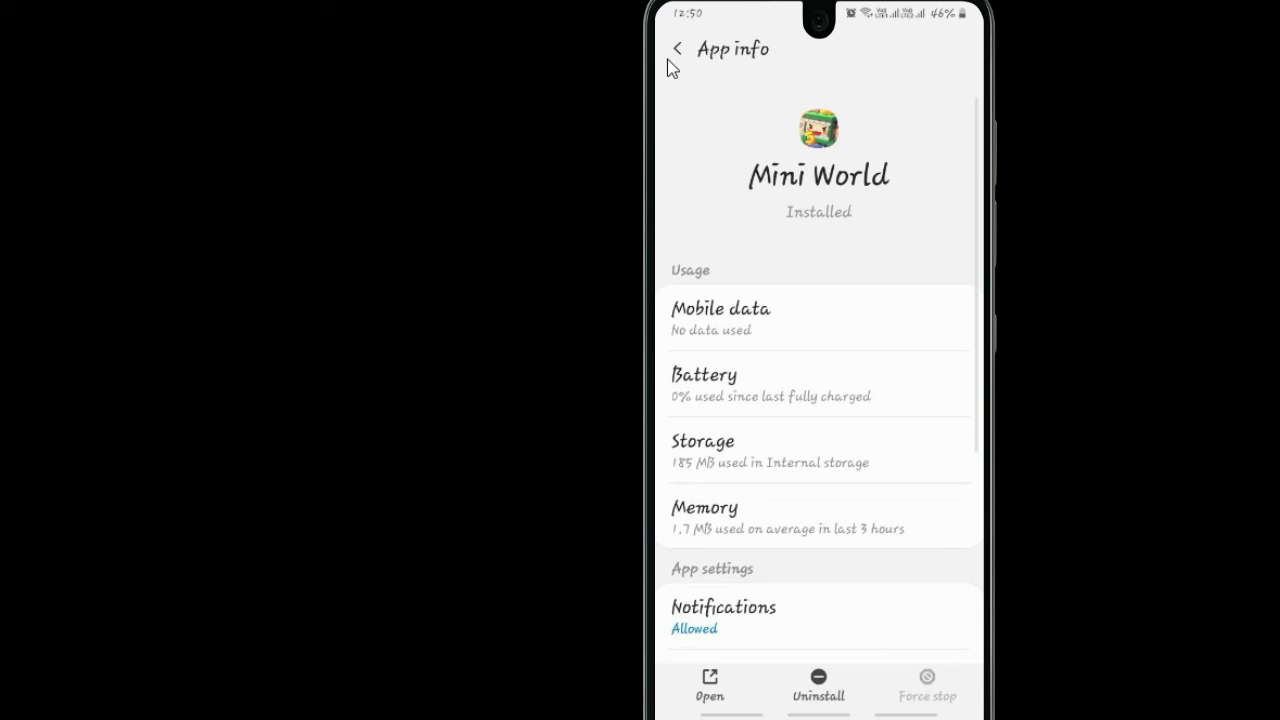 12:50
46%
App info
Mini World
Installed
Usage
Mobile data
No data used
Battery
0% used since last fully charged
Storage
185 MB used in Internal storage
Memory
1.7 MB used on average in last 3 hours
App settings
Notifications
Allowed
Open
Uninstall
Force stop